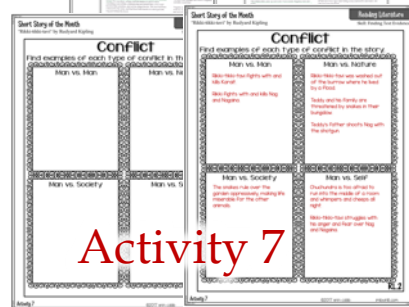 Short Story of the Month
"Rikki-tikki-tavi" by Rudyard Kipling
Conflict
Find examples of each type of conflict in th
Man vs. Man
Man vs. N
Man vs. Society
Man vs. S
Activity 7
Short Story of the Month
"Rikki-tikki-tavi" by Rudyard Kipling
Reading Literature
Conflict
Find examples of each type of conflict in the story.
Man vs. Man
Rikki-tikki-tavi fights with and
kills Karait.
Rikki-tikki fights with and kills Nag
and Nagaina.
Man vs. Nature
Rikki-tikki-tavi was washed out
of the burrow where he lived
by a flood.
Teddy and his family are
threatened by snakes in their
bungalow.
Teddy's father shoots Nag with
the shotgun.
Man vs. Society
The snakes rule over the
garden oppressively, making life
miserable for the other
animals.
Man vs. Self
Chuchundra is too afraid to
run into the middle of a room
and whimpers and cheeps all
night.
Rikki-tikki-tavi struggles with
his anger and fear over Nag
and Nagaina.
RL.2
Activity 7
Activity 7